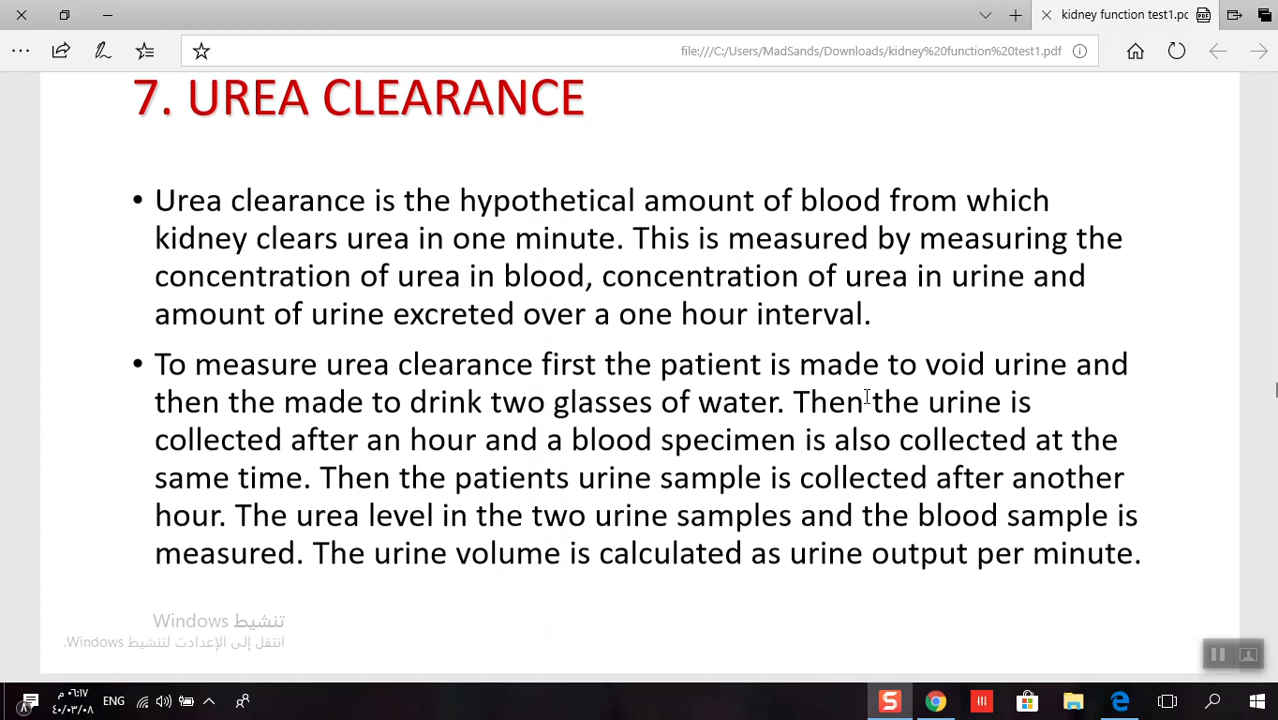 kidney function test1.pc
file:///C:/Users/MadSands/Downloads/kidney%20function%20test1.pdf
7. UREA CLEARANCE
• Urea clearance is the hypothetical amount of blood from which
kidney clears urea in one minute. This is measured by measuring the
concentration of urea in blood, concentration of urea in urine and
amount of urine excreted over a one hour interval.
• To measure urea clearance first the patient is made to void urine and
then the made to drink two glasses of water. Then the urine is
collected after an hour and a blood specimen is also collected at the
same time. Then the patients urine sample is collected after another
hour. The urea level in the two urine samples and the blood sample is
measured. The urine volume is calculated as urine output per minute.
تنشيط Windows
انتقل إلى الإعدادت لتنشيط Windows.
٠٦:١٧ م
ENG
٤٠/٠٣/٠٨